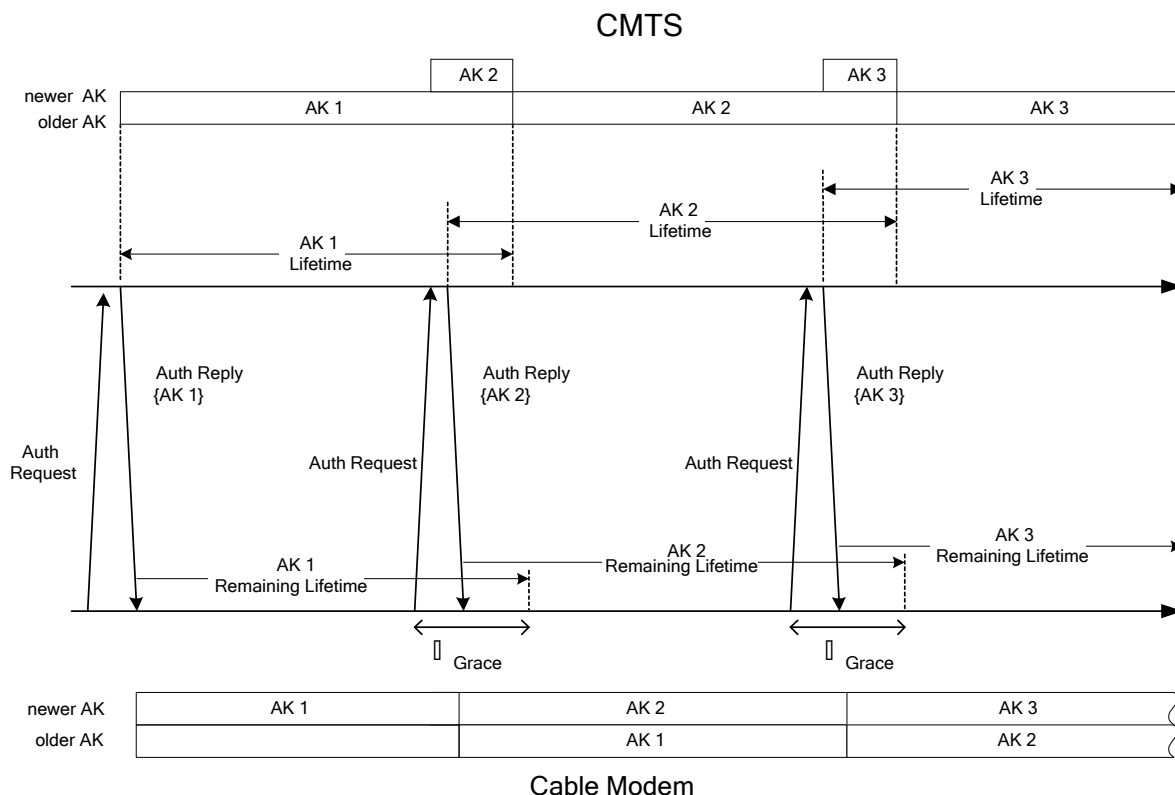 CMTS
AK 2
AK 3
newer AK
older AK
AK 1
AK 2
AK 3
AK 3
Lifetime
AK 2
Lifetime
AK 1
Lifetime
Auth Reply
{AK 1}
Auth Reply
{AK 2}
Auth Reply
{AK 3}
Auth
Request
Auth Request
Auth Request
AK 1
Remaining Lifetime
AK 2
Remaining Lifetime
AK 3
Remaining Lifetime
Grace
Grace
newer AK
AK 1
AK 2
AK 3
older AK
AK 1
AK 2
Cable Modem